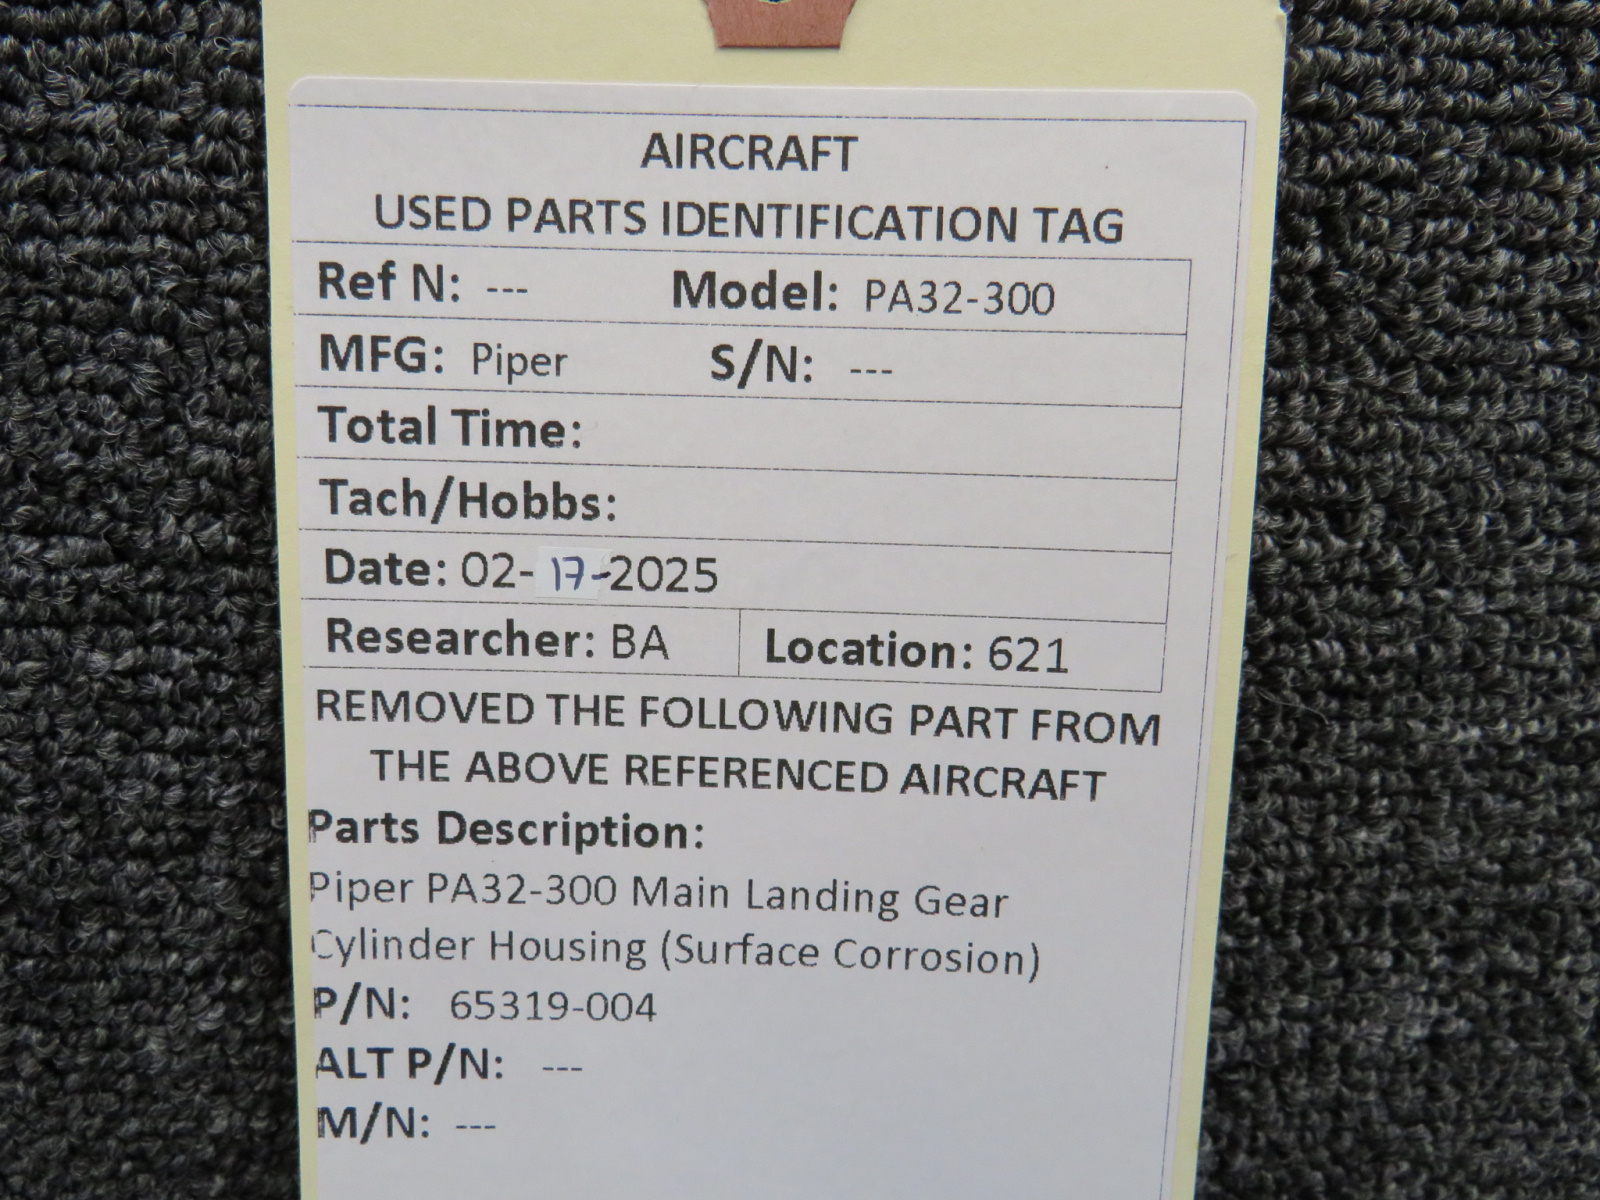 AIRCRAFT
USED PARTS IDENTIFICATION TAG
Ref N: --- Model: PA32-300
MFG: Piper S/N: ---
Total Time:
Tach/Hobbs:
Date: 02-17-2025
Researcher: BA Location: 621
REMOVED THE FOLLOWING PART FROM
THE ABOVE REFERENCED AIRCRAFT
Parts Description:
Piper PA32-300 Main Landing Gear
Cylinder Housing (Surface Corrosion)
P/N: 65319-004
ALT P/N: ---
M/N: ---